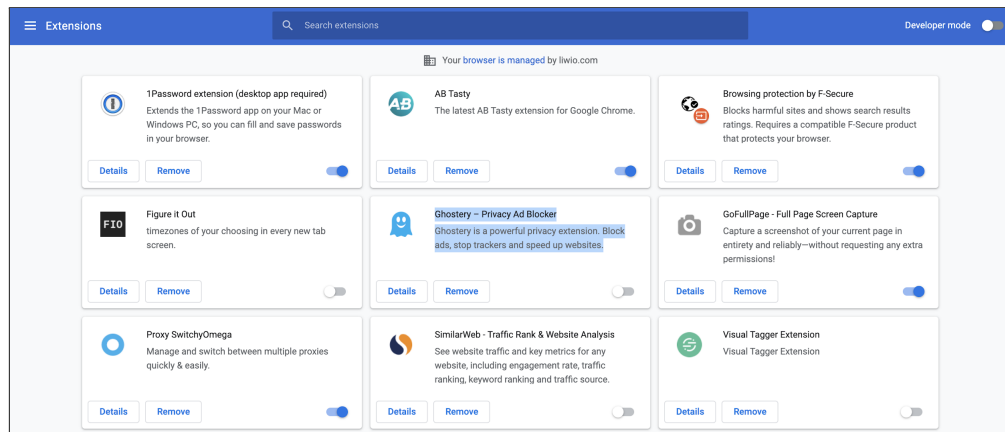 Extensions
Search extensions
Developer mode
Your browser is managed by liwio.com
1Password extension (desktop app required)
Extends the 1Password app on your Mac or
Windows PC, so you can fill and save passwords
in your browser.
Details Remove
AB
AB Tasty
The latest AB Tasty extension for Google Chrome.
Details Remove
Browsing protection by F-Secure
Blocks harmful sites and shows search results
ratings. Requires a compatible F-Secure product
that protects your browser.
Details Remove
FIO
Figure it Out
timezones of your choosing in every new tab
screen.
Details Remove
Ghostery – Privacy Ad Blocker
Ghostery is a powerful privacy extension. Block
ads, stop trackers and speed up websites.
Details Remove
GoFullPage - Full Page Screen Capture
Capture a screenshot of your current page in
entirety and reliably—without requesting any extra
permissions!
Details Remove
Proxy SwitchyOmega
Manage and switch between multiple proxies
quickly & easily.
Details Remove
SimilarWeb - Traffic Rank & Website Analysis
See website traffic and key metrics for any
website, including engagement rate, traffic
ranking, keyword ranking and traffic source.
Details Remove
Visual Tagger Extension
Visual Tagger Extension
Details Remove